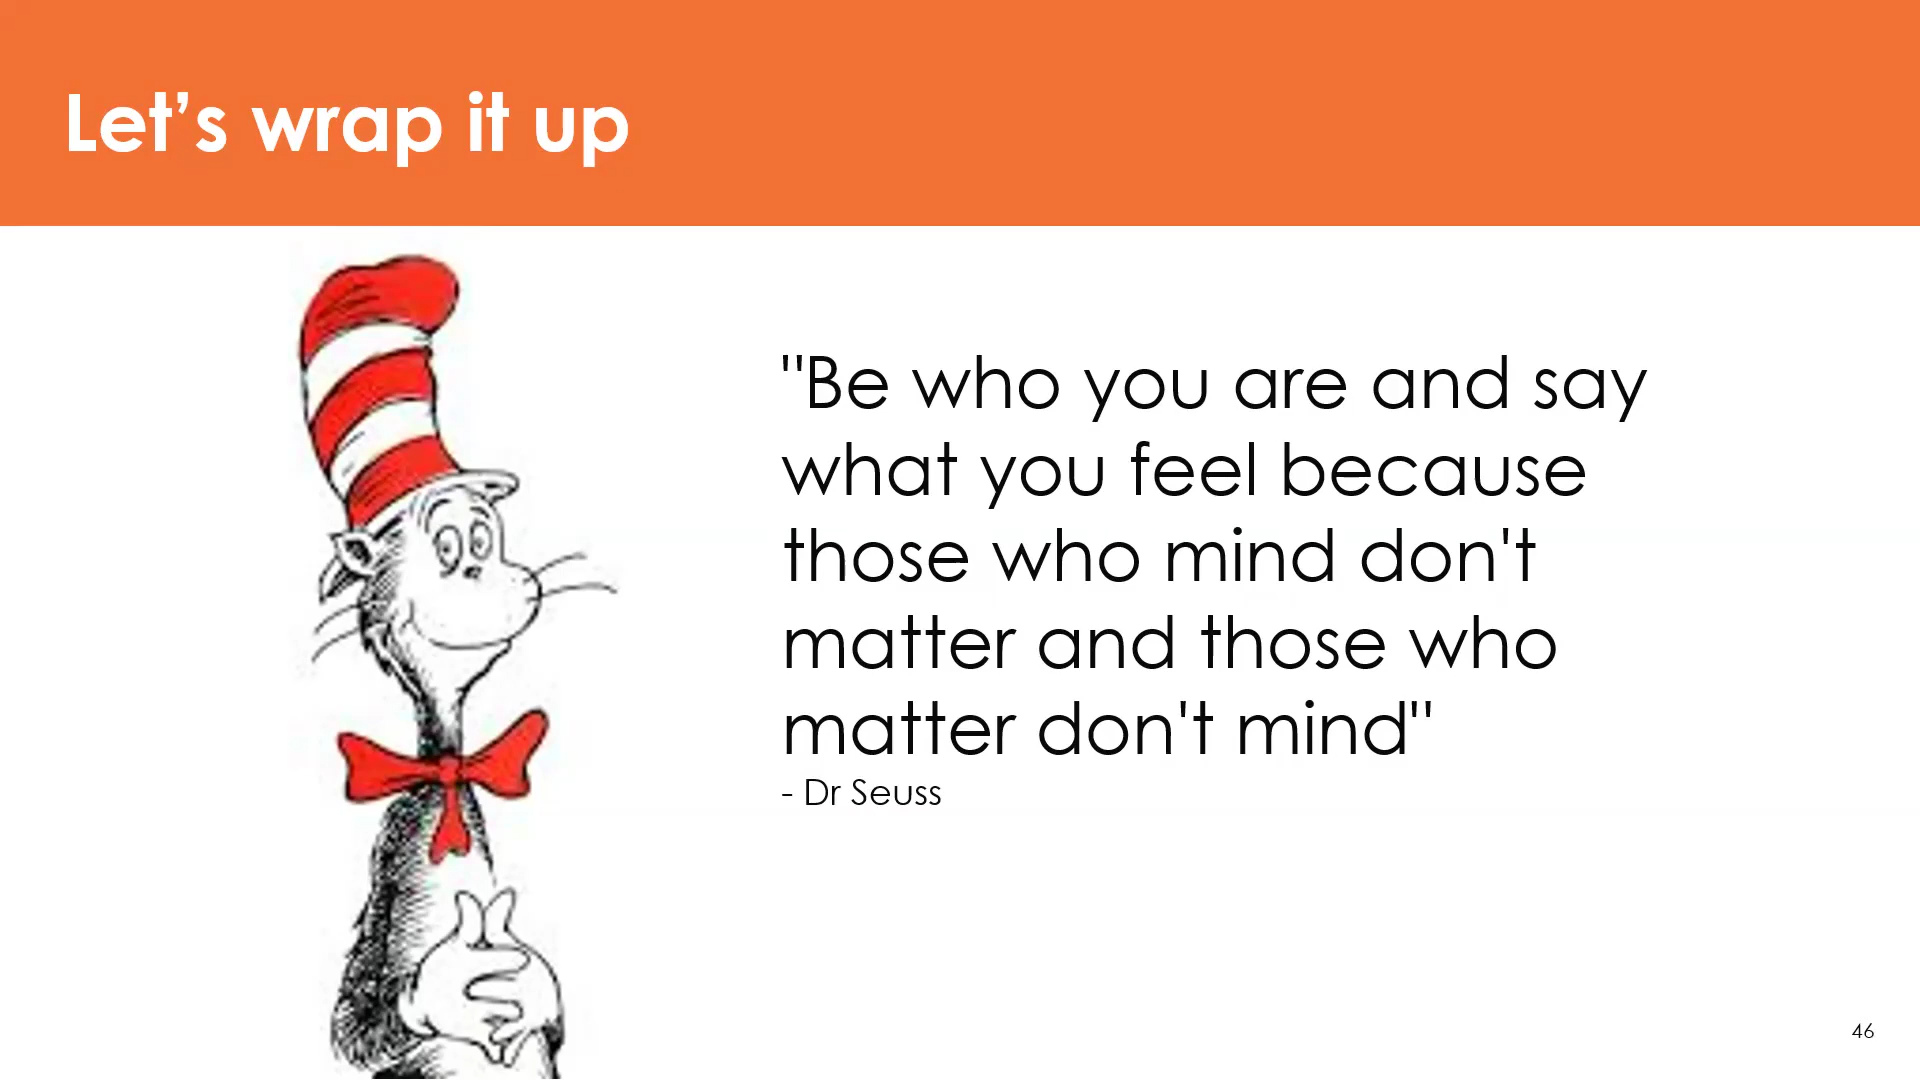 Let’s wrap it up
"Be who you are and say
what you feel because
those who mind don't
matter and those who
matter don't mind"
- Dr Seuss
46